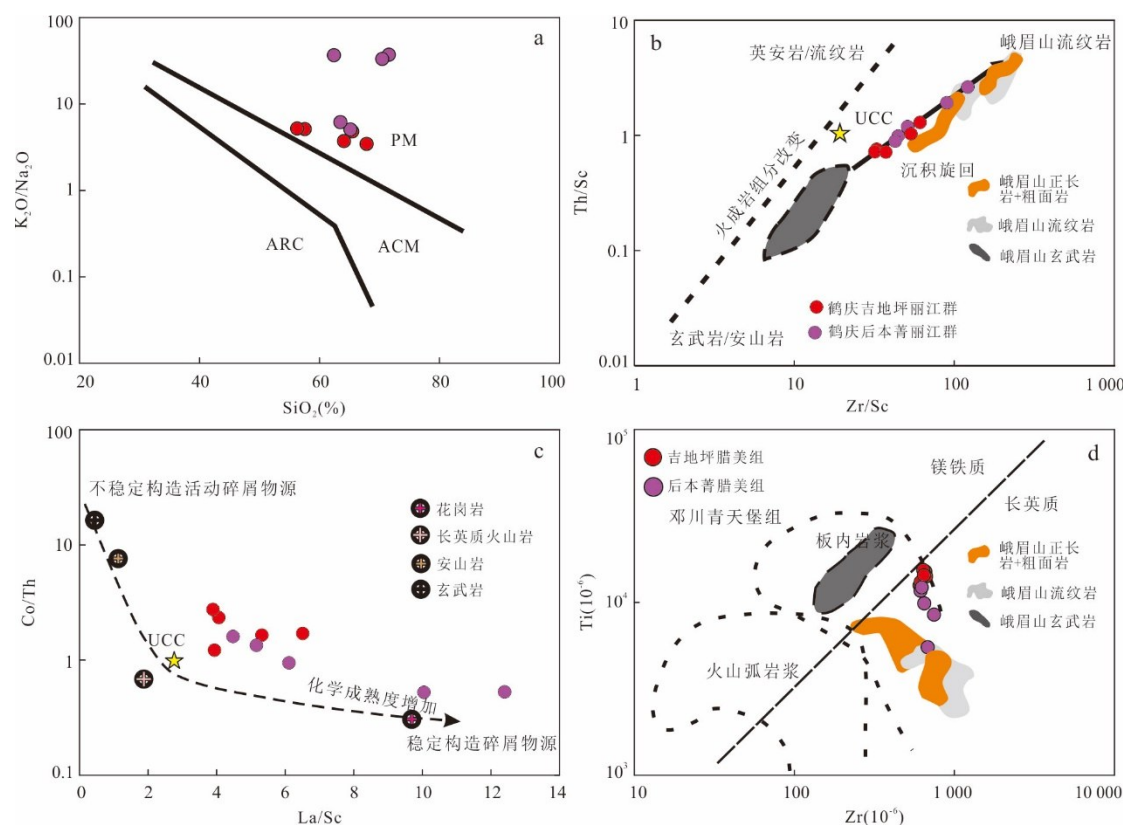 a
100
10
1
0.1
0.01
K₂O/Na₂O
PM
ARC
ACM
20
40
60
80
100
SiO₂(%)
b
10
1
0.1
0.01
Th/Sc
英安岩/流纹岩
峨眉山流纹岩
UCC
火成岩组分改变
沉积旋回
峨眉山正长
岩+粗面岩
峨眉山流纹岩
峨眉山玄武岩
鹤庆吉地坪丽江群
鹤庆后本菁丽江群
玄武岩/安山岩
1
10
100
1 000
Zr/Sc
c
100
10
1
0.1
Co/Th
不稳定构造活动碎屑物源
花岗岩
长英质火山岩
安山岩
玄武岩
UCC
化学成熟度增加
稳定构造碎屑物源
0
2
4
6
8
10
12
14
La/Sc
d
10⁵
10⁴
10³
Ti(10⁻⁶)
吉地坪腊美组
后本菁腊美组
邓川青天堡组
镁铁质
长英质
板内岩浆
火山弧岩浆
峨眉山正长
岩+粗面岩
峨眉山流纹岩
峨眉山玄武岩
10
100
1 000
10 000
Zr(10⁻⁶)